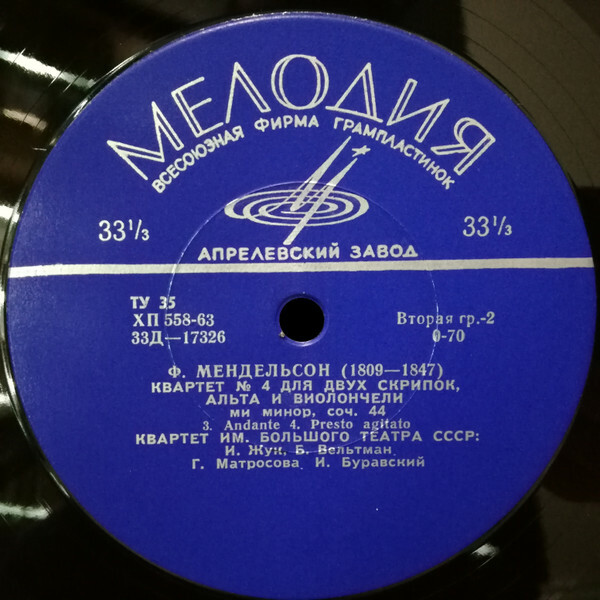 МЕЛОДИЯ
ВСЕСОЮЗНАЯ ФИРМА ГРАМПЛАСТИНОК
33⅓ 33⅓
АПРЕЛЕВСКИЙ ЗАВОД
ТУ 35
ХП 558-63 Вторая гр.-2
33Д—17326 0-70
Ф. МЕНДЕЛЬСОН (1809—1847)
КВАРТЕТ № 4 ДЛЯ ДВУХ СКРИПОК,
АЛЬТА И ВИОЛОНЧЕЛИ
ми минор, соч. 44
3. Andante 4. Presto agitato
КВАРТЕТ ИМ. БОЛЬШОГО ТЕАТРА СССР:
И. Жук, Б. Вельтман
Г. Матросова И. Буравский